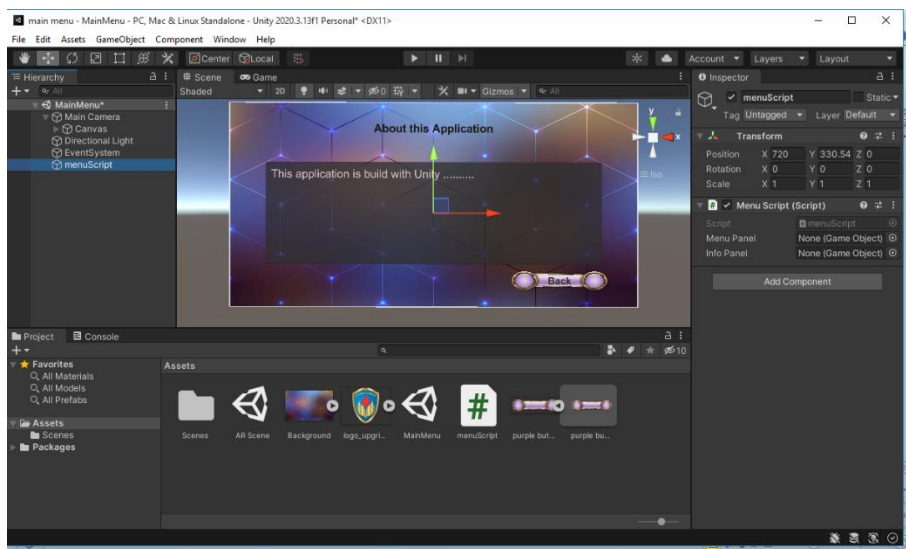 main menu - MainMenu - PC, Mac & Linux Standalone - Unity 2020.3.13f1 Personal* <DX11>
File Edit Assets GameObject Component Window Help
Center Local Account Layers Layout
Hierarchy
All
MainMenu*
Main Camera
Canvas
Directional Light
EventSystem
menuScript
Scene Game
Shaded 2D 0 Gizmos All
About this Application
This application is build with Unity ..........
Back
y
x
Iso
Inspector
menuScript Static
Tag Untagged Layer Default
Transform
Position X 720 Y 330.54 Z 0
Rotation X 0 Y 0 Z 0
Scale X 1 Y 1 Z 1
# Menu Script (Script)
Script menuScript
Menu Panel None (Game Object)
Info Panel None (Game Object)
Add Component
Project Console
10
Favorites
All Materials
All Models
All Prefabs
Assets
Scenes
Packages
Assets
#
Scenes AR Scene Background logo_upgri... MainMenu menuScript purple but... purple bu...